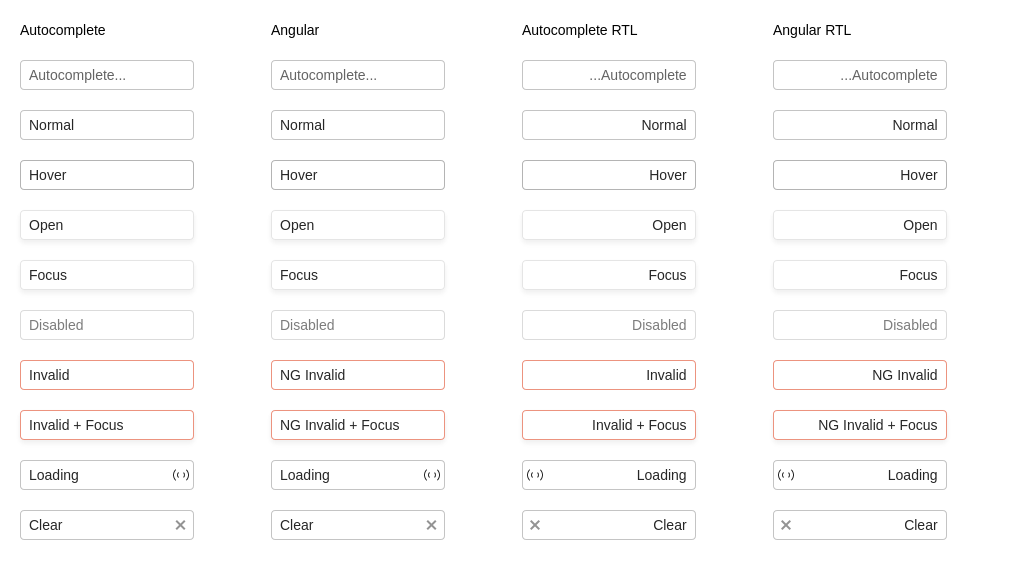 Autocomplete Angular Autocomplete RTL Angular RTL
Autocomplete... Autocomplete... ...Autocomplete ...Autocomplete
Normal Normal Normal Normal
Hover Hover Hover Hover
Open Open Open Open
Focus Focus Focus Focus
Disabled Disabled Disabled Disabled
Invalid NG Invalid Invalid NG Invalid
Invalid + Focus NG Invalid + Focus Invalid + Focus NG Invalid + Focus
Loading Loading Loading Loading
Clear Clear Clear Clear